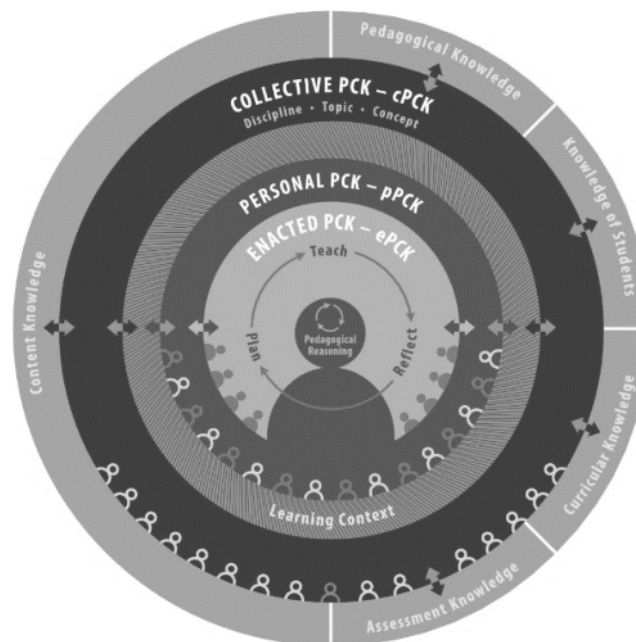 Pedagogical Knowledge
COLLECTIVE PCK – cPCK
Discipline • Topic • Concept
Knowledge of Students
PERSONAL PCK – pPCK
ENACTED PCK – ePCK
Teach
Content Knowledge
Plan
Pedagogical
Reasoning
Reflect
Curricular Knowledge
Learning Context
Assessment Knowledge